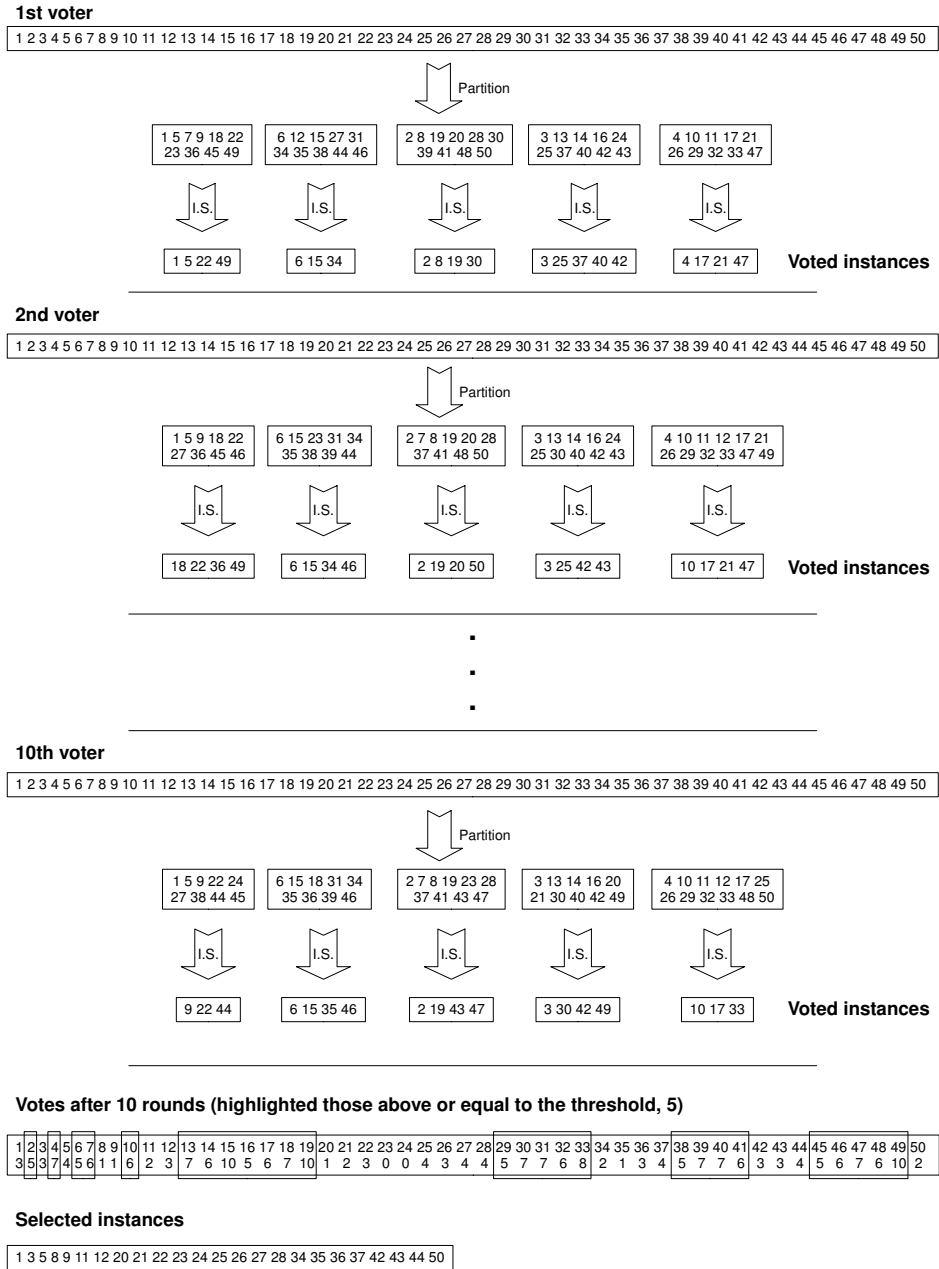 1st voter
1 2 3 4 5 6 7 8 9 10 11 12 13 14 15 16 17 18 19 20 21 22 23 24 25 26 27 28 29 30 31 32 33 34 35 36 37 38 39 40 41 42 43 44 45 46 47 48 49 50
Partition
1 5 7 9 18 22
23 36 45 49
6 12 15 27 31
34 35 38 44 46
2 8 19 20 28 30
39 41 48 50
3 13 14 16 24
25 37 40 42 43
4 10 11 17 21
26 29 32 33 47
I.S.
I.S.
I.S.
I.S.
I.S.
1 5 22 49
6 15 34
2 8 19 30
3 25 37 40 42
4 17 21 47
Voted instances
2nd voter
1 2 3 4 5 6 7 8 9 10 11 12 13 14 15 16 17 18 19 20 21 22 23 24 25 26 27 28 29 30 31 32 33 34 35 36 37 38 39 40 41 42 43 44 45 46 47 48 49 50
Partition
1 5 9 18 22
27 36 45 46
6 15 23 31 34
35 38 39 44
2 7 8 19 20 28
37 41 48 50
3 13 14 16 24
25 30 40 42 43
4 10 11 12 17 21
26 29 32 33 47 49
I.S.
I.S.
I.S.
I.S.
I.S.
18 22 36 49
6 15 34 46
2 19 20 50
3 25 42 43
10 17 21 47
Voted instances
10th voter
1 2 3 4 5 6 7 8 9 10 11 12 13 14 15 16 17 18 19 20 21 22 23 24 25 26 27 28 29 30 31 32 33 34 35 36 37 38 39 40 41 42 43 44 45 46 47 48 49 50
Partition
1 5 9 22 24
27 38 44 45
6 15 18 31 34
35 36 39 46
2 7 8 19 23 28
37 41 43 47
3 13 14 16 20
21 30 40 42 49
4 10 11 12 17 25
26 29 32 33 48 50
I.S.
I.S.
I.S.
I.S.
I.S.
9 22 44
6 15 35 46
2 19 43 47
3 30 42 49
10 17 33
Voted instances
Votes after 10 rounds (highlighted those above or equal to the threshold, 5)
1 2 3 4 5 6 7 8 9 10 11 12 13 14 15 16 17 18 19 20 21 22 23 24 25 26 27 28 29 30 31 32 33 34 35 36 37 38 39 40 41 42 43 44 45 46 47 48 49 50
3 5 3 7 4 5 6 1 1 6 2 3 7 6 10 5 6 7 10 1 2 3 0 0 4 3 4 4 5 7 7 6 8 2 1 3 4 5 7 7 6 3 3 4 5 6 7 6 10 2
Selected instances
1 3 5 8 9 11 12 20 21 22 23 24 25 26 27 28 34 35 36 37 42 43 44 50